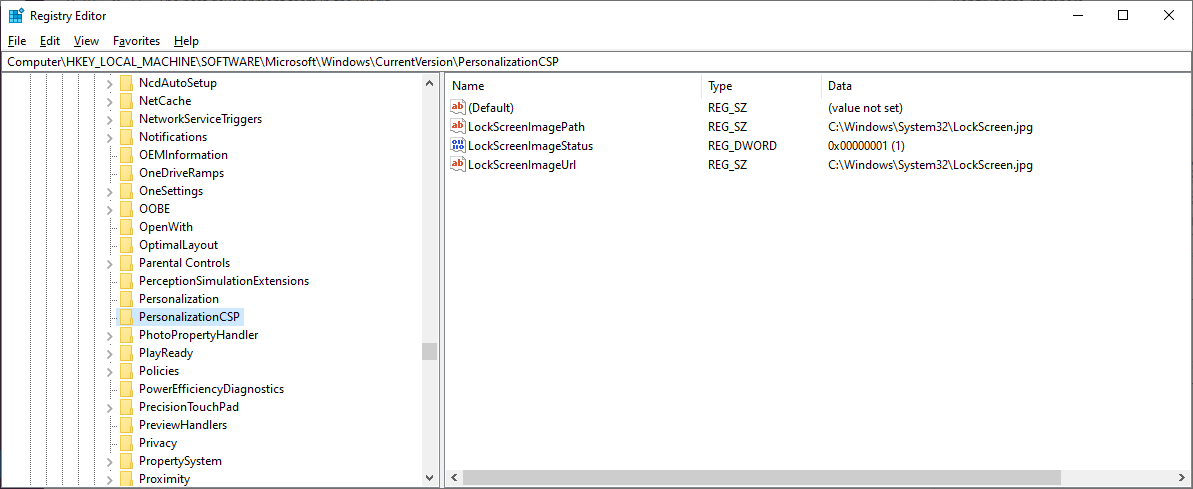 Registry Editor
File Edit View Favorites Help
Computer\HKEY_LOCAL_MACHINE\SOFTWARE\Microsoft\Windows\CurrentVersion\PersonalizationCSP
NcdAutoSetup
NetCache
NetworkServiceTriggers
Notifications
OEMInformation
OneDriveRamps
OneSettings
OOBE
OpenWith
OptimalLayout
Parental Controls
PerceptionSimulationExtensions
Personalization
PersonalizationCSP
PhotoPropertyHandler
PlayReady
Policies
PowerEfficiencyDiagnostics
PrecisionTouchPad
PreviewHandlers
Privacy
PropertySystem
Proximity
Name Type Data
(Default) REG_SZ (value not set)
LockScreenImagePath REG_SZ C:\Windows\System32\LockScreen.jpg
LockScreenImageStatus REG_DWORD 0x00000001 (1)
LockScreenImageUrl REG_SZ C:\Windows\System32\LockScreen.jpg